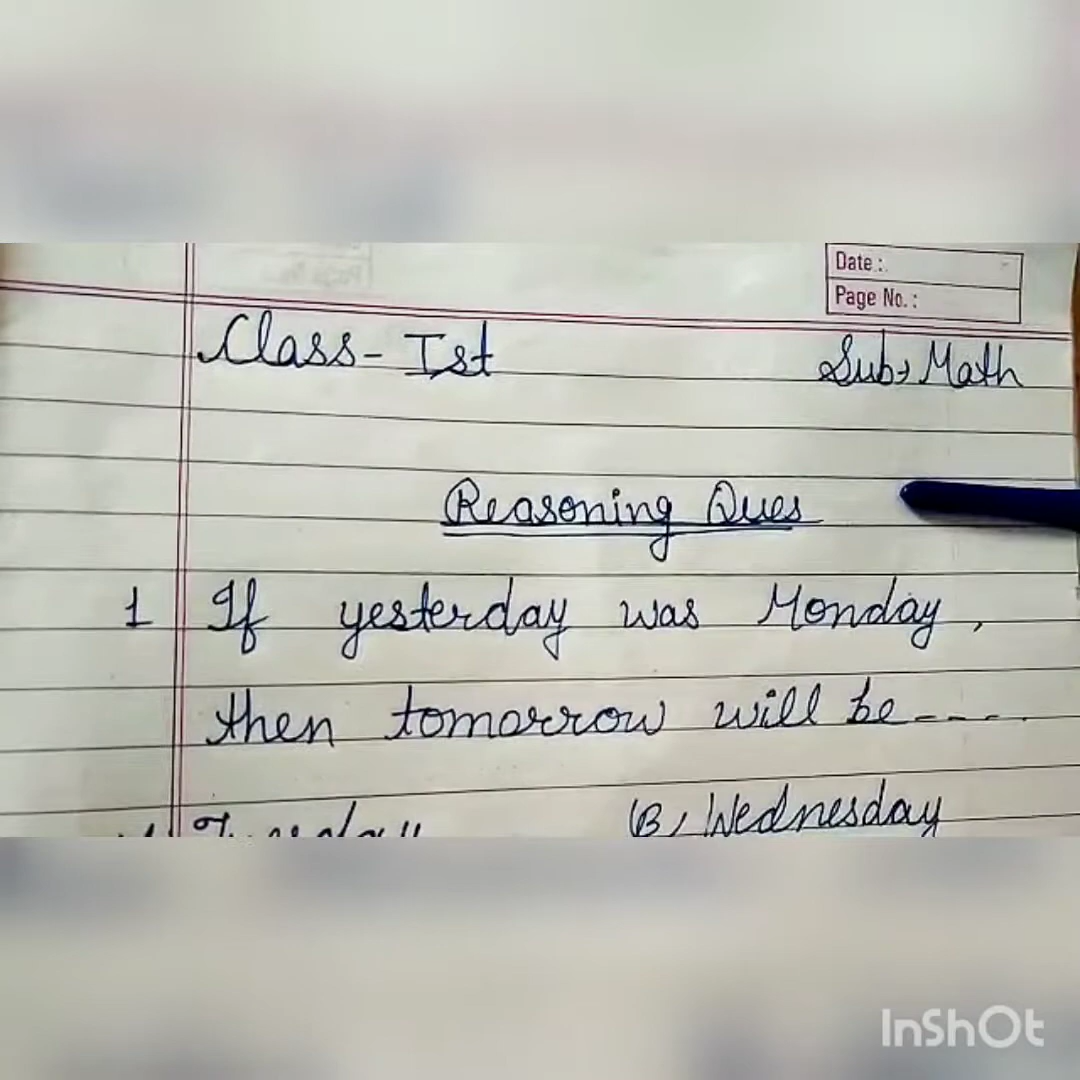 Date :
Page No. :
Class - Ist
Sub → Math
Reasoning Ques
1 If yesterday was Monday,
then tomorrow will be ----.
Tuesday (B) Wednesday
InShOt